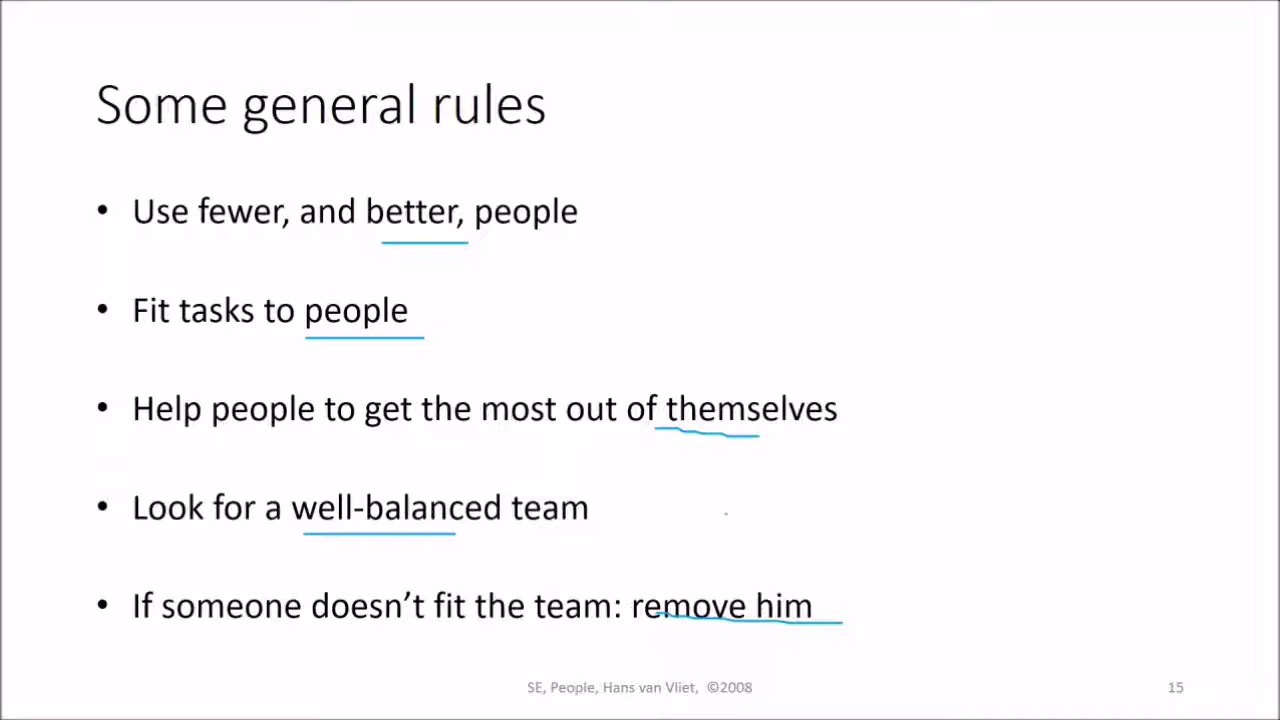 Some general rules
• Use fewer, and better, people
• Fit tasks to people
• Help people to get the most out of themselves
• Look for a well-balanced team
• If someone doesn’t fit the team: remove him
SE, People, Hans van Vliet, ©2008
15